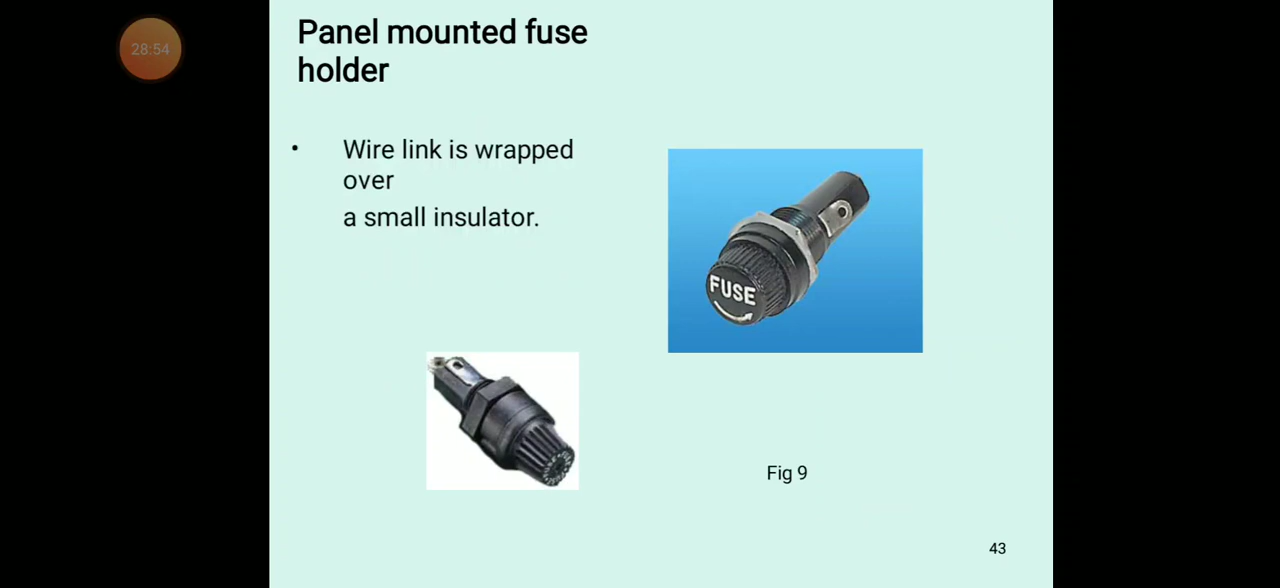 28:54
Panel mounted fuse
holder
• Wire link is wrapped
over
a small insulator.
FUSE
Fig 9
43